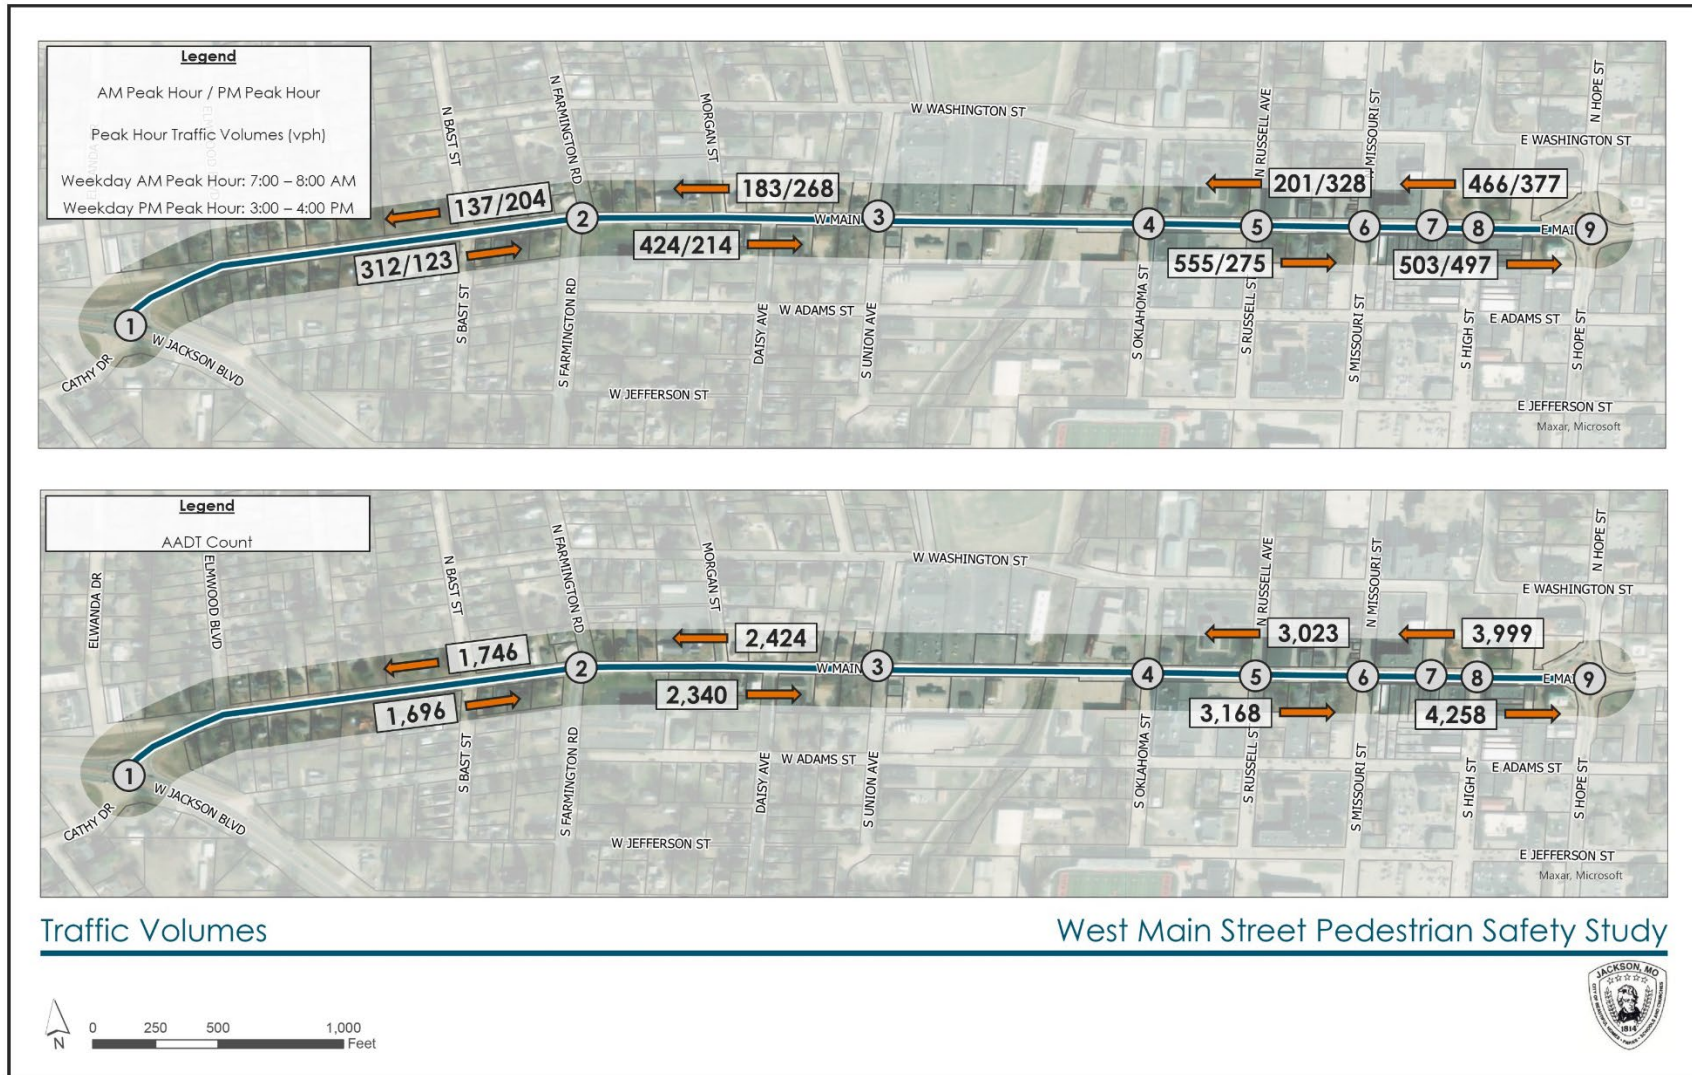 Legend
AM Peak Hour / PM Peak Hour
Peak Hour Traffic Volumes (vph)
Weekday AM Peak Hour: 7:00 – 8:00 AM
Weekday PM Peak Hour: 3:00 – 4:00 PM
N BAST ST
N FARMINGTON RD
MORGAN ST
W WASHINGTON ST
N RUSSELL AVE
N MISSOURI ST
N HOPE ST
E WASHINGTON ST
137/204
183/268
201/328
466/377
1
2
W MAIN
3
4
5
6
7
8
E MAI
9
312/123
424/214
555/275
503/497
CATHY DR
W JACKSON BLVD
S BAST ST
S FARMINGTON RD
DAISY AVE
W ADAMS ST
S UNION AVE
S OKLAHOMA ST
S RUSSELL ST
S MISSOURI ST
S HIGH ST
E ADAMS ST
S HOPE ST
W JEFFERSON ST
E JEFFERSON ST
Maxar, Microsoft
Legend
AADT Count
ELWANDA DR
ELMWOOD BLVD
N BAST ST
N FARMINGTON RD
MORGAN ST
W WASHINGTON ST
N RUSSELL AVE
N MISSOURI ST
N HOPE ST
E WASHINGTON ST
1,746
2,424
3,023
3,999
1
2
W MAIN
3
4
5
6
7
8
E MAI
9
1,696
2,340
3,168
4,258
CATHY DR
W JACKSON BLVD
S BAST ST
S FARMINGTON RD
DAISY AVE
W ADAMS ST
S UNION AVE
S OKLAHOMA ST
S RUSSELL ST
S MISSOURI ST
S HIGH ST
E ADAMS ST
S HOPE ST
W JEFFERSON ST
E JEFFERSON ST
Maxar, Microsoft
Traffic Volumes
West Main Street Pedestrian Safety Study
N
0 250 500 1,000
Feet
JACKSON, MO
1814